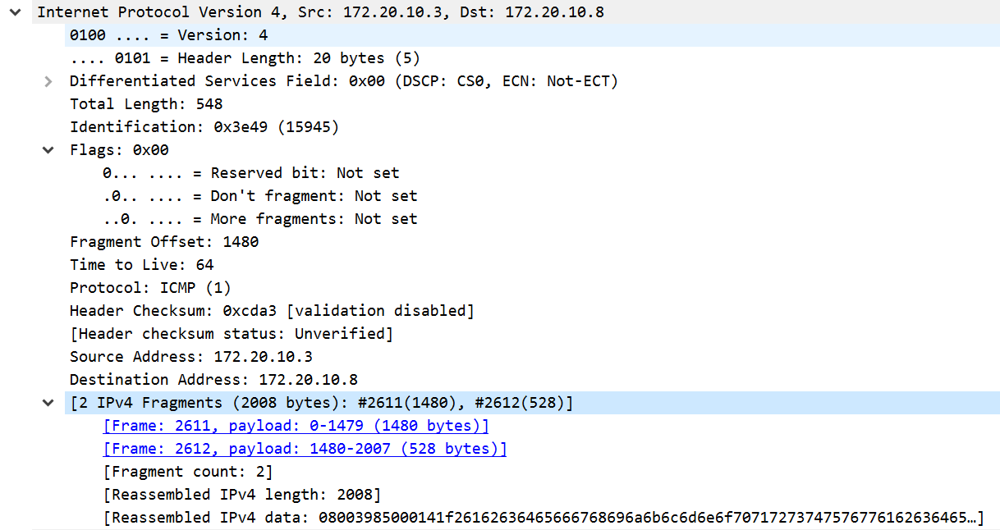 Internet Protocol Version 4, Src: 172.20.10.3, Dst: 172.20.10.8
0100 .... = Version: 4
.... 0101 = Header Length: 20 bytes (5)
Differentiated Services Field: 0x00 (DSCP: CS0, ECN: Not-ECT)
Total Length: 548
Identification: 0x3e49 (15945)
Flags: 0x00
0... .... = Reserved bit: Not set
.0.. .... = Don't fragment: Not set
..0. .... = More fragments: Not set
Fragment Offset: 1480
Time to Live: 64
Protocol: ICMP (1)
Header Checksum: 0xcda3 [validation disabled]
[Header checksum status: Unverified]
Source Address: 172.20.10.3
Destination Address: 172.20.10.8
[2 IPv4 Fragments (2008 bytes): #2611(1480), #2612(528)]
[Frame: 2611, payload: 0-1479 (1480 bytes)]
[Frame: 2612, payload: 1480-2007 (528 bytes)]
[Fragment count: 2]
[Reassembled IPv4 length: 2008]
[Reassembled IPv4 data: 08003985000141f26162636465666768696a6b6c6d6e6f7071727374757677616263646​5…]